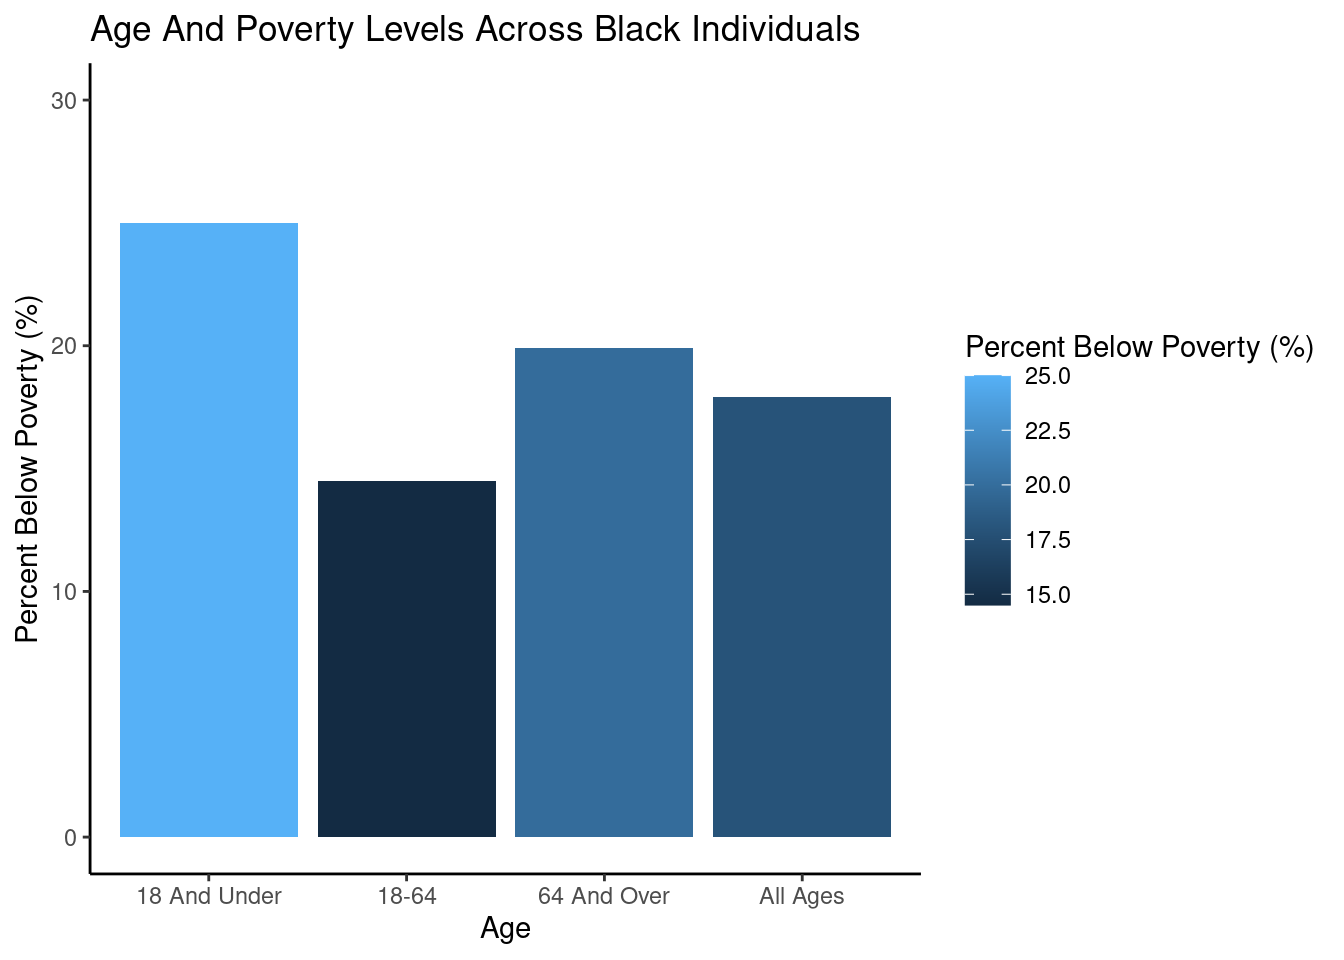 Age And Poverty Levels Across Black Individuals
Percent Below Poverty (%)
30
20
10
0
18 And Under
18-64
64 And Over
All Ages
Age
Percent Below Poverty (%)
25.0
22.5
20.0
17.5
15.0